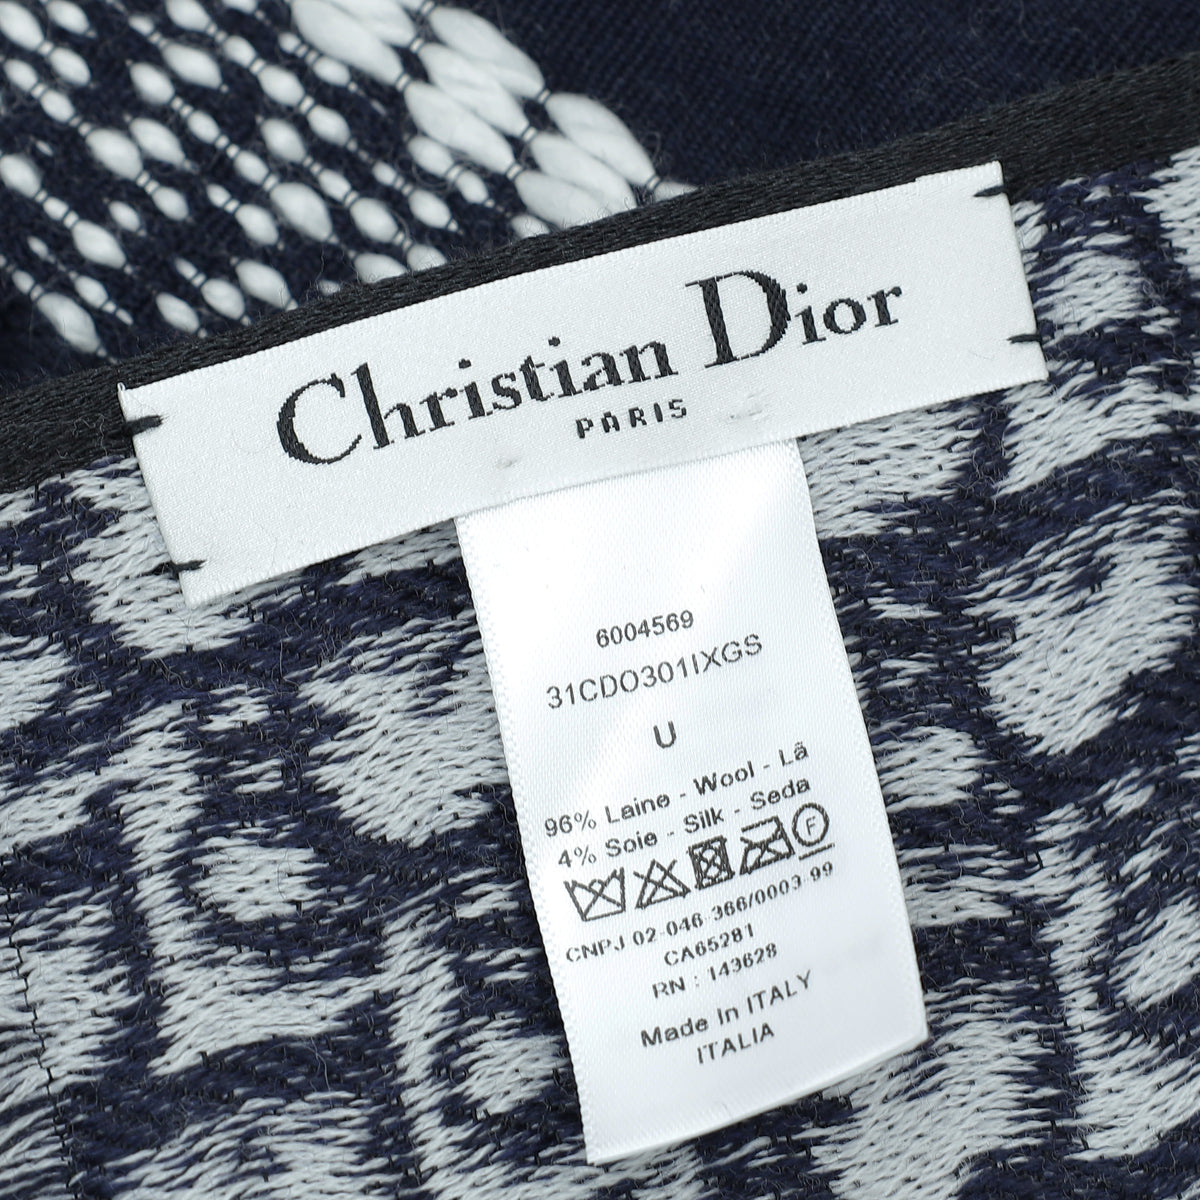 Christian Dior
PARIS
6004569
31CDO301IXGS
U
96% Laine - Wool - Lã
4% Soie - Silk - Seda
F
CNPJ 02-046-366/0003-99
CA65281
RN : 143628
Made In ITALY
ITALIA